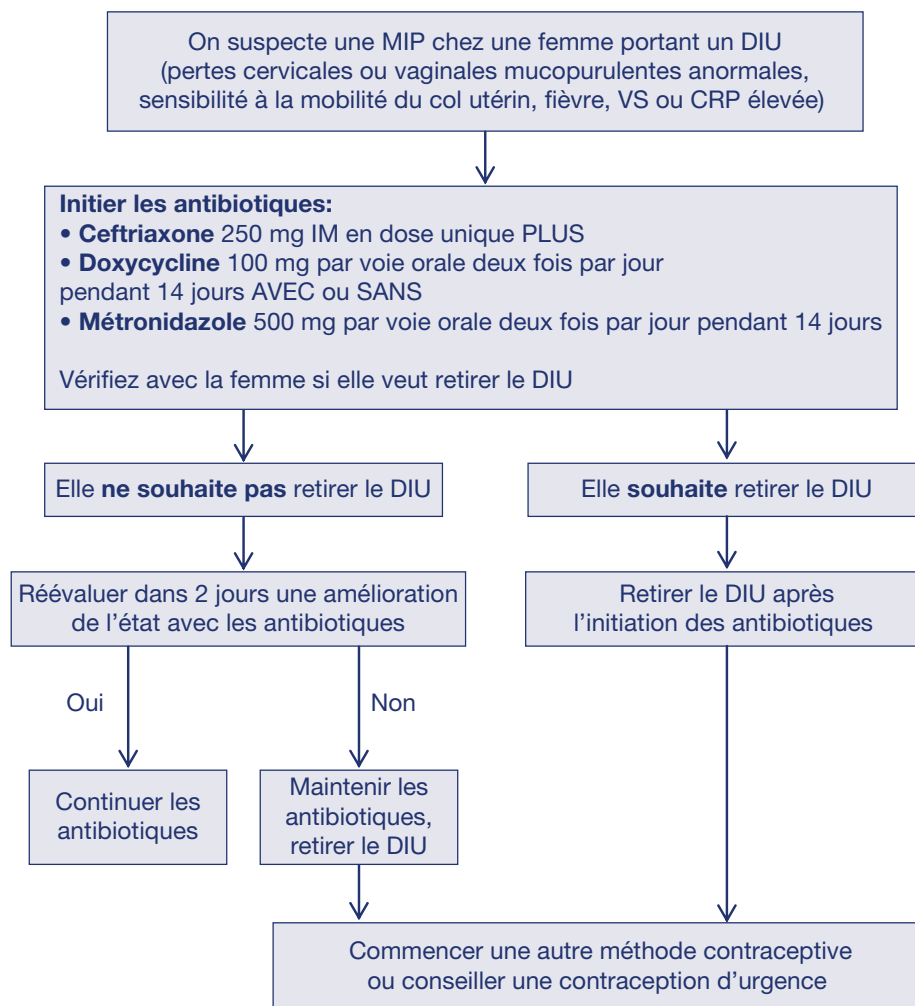 On suspecte une MIP chez une femme portant un DIU
(pertes cervicales ou vaginales mucopurulentes anormales,
sensibilité à la mobilité du col utérin, fièvre, VS ou CRP élevée)
Initier les antibiotiques:
• Ceftriaxone 250 mg IM en dose unique PLUS
• Doxycycline 100 mg par voie orale deux fois par jour
pendant 14 jours AVEC ou SANS
• Métronidazole 500 mg par voie orale deux fois par jour pendant 14 jours
Vérifiez avec la femme si elle veut retirer le DIU
Elle ne souhaite pas retirer le DIU
Elle souhaite retirer le DIU
Réévaluer dans 2 jours une amélioration
de l’état avec les antibiotiques
Retirer le DIU après
l’initiation des antibiotiques
Oui
Non
Continuer les
antibiotiques
Maintenir les
antibiotiques,
retirer le DIU
Commencer une autre méthode contraceptive
ou conseiller une contraception d’urgence